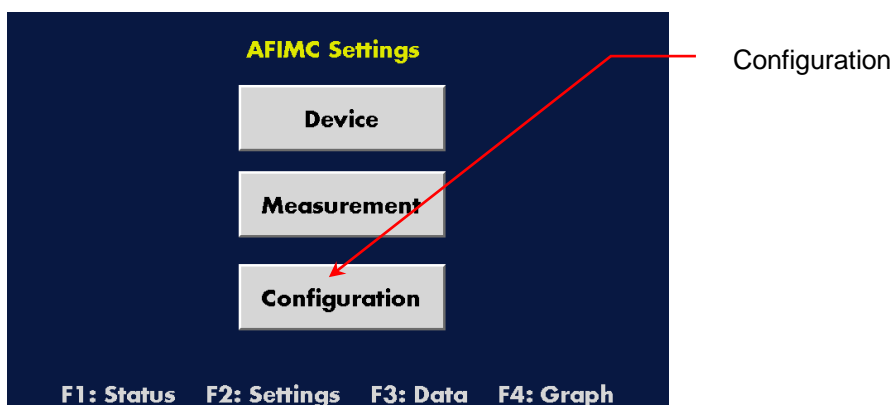 AFIMC Settings
Configuration
Device
Measurement
Configuration
F1: Status F2: Settings F3: Data F4: Graph